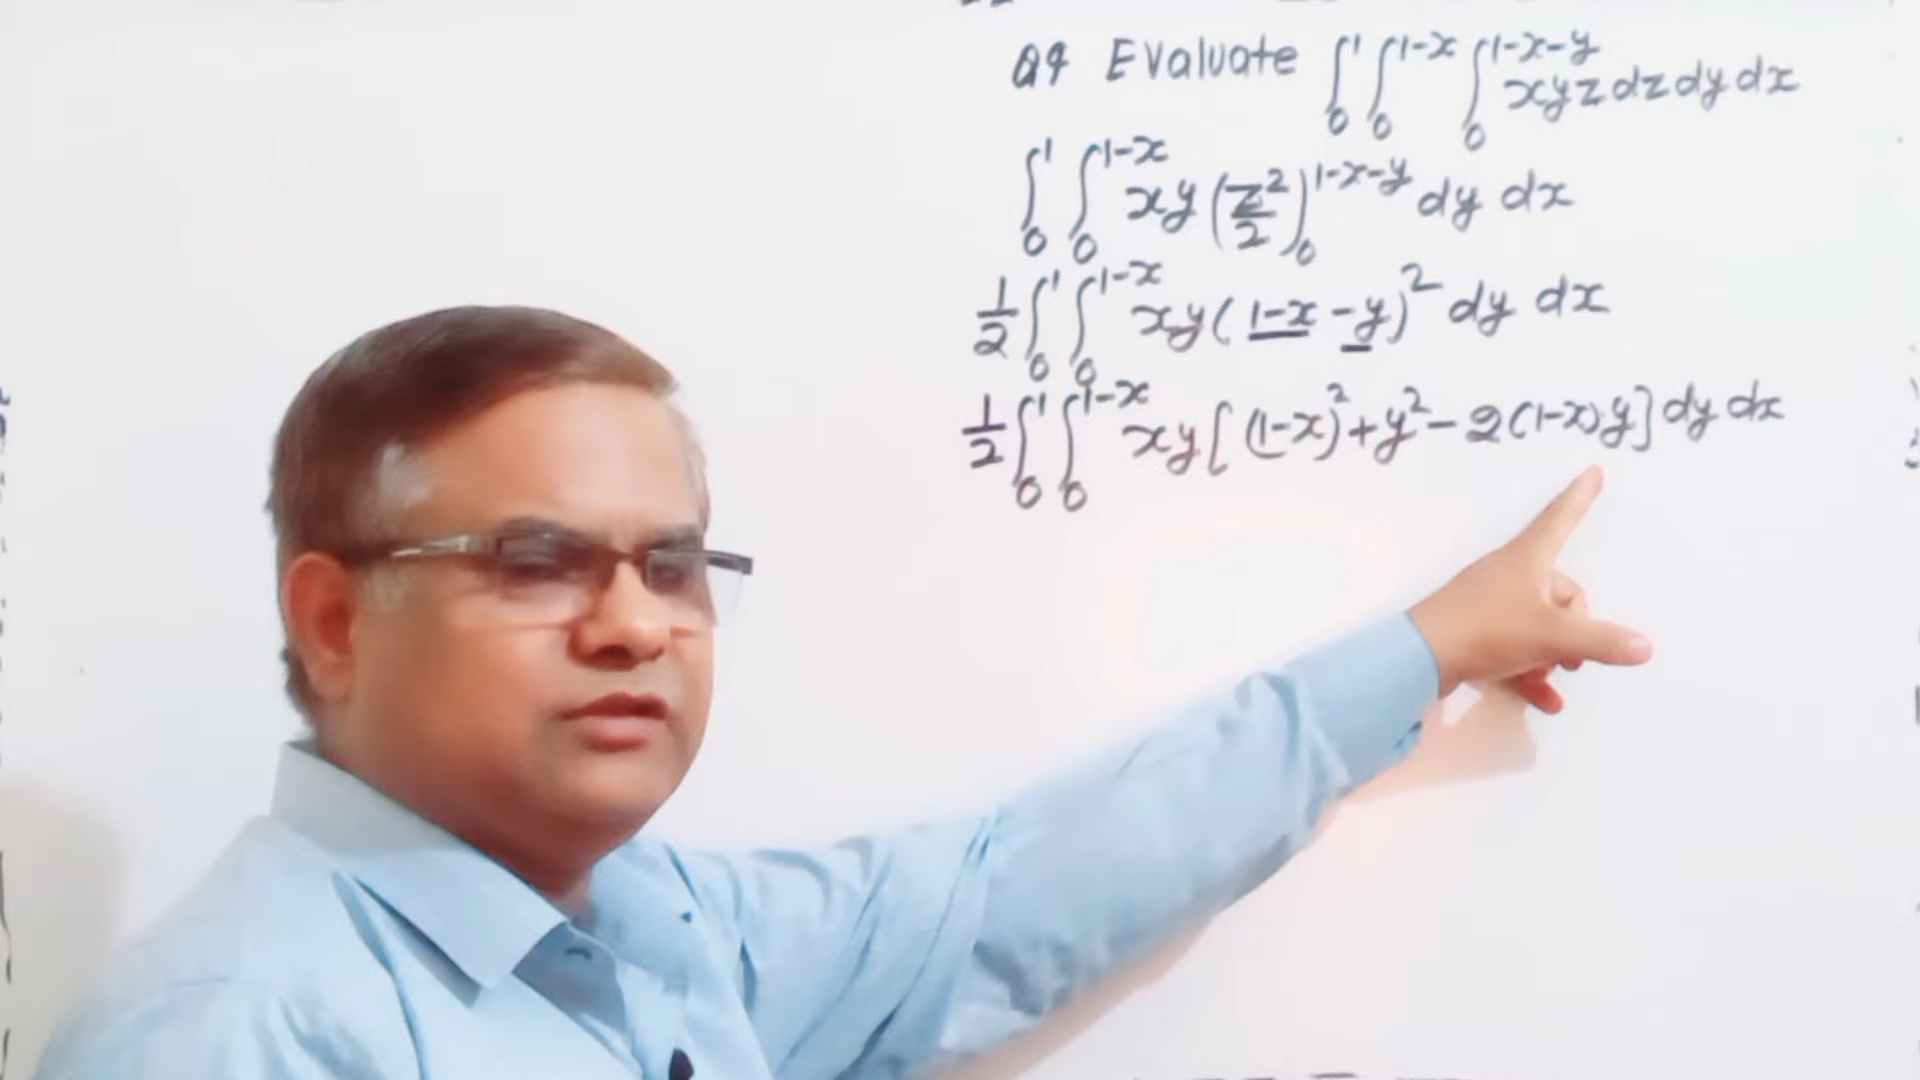 Q9 Evaluate ∫₀¹ ∫₀^{1-x} ∫₀^{1-x-y} xyz dz dy dx
∫₀¹ ∫₀^{1-x} xy (z²/2)₀^{1-x-y} dy dx
1/2 ∫₀¹ ∫₀^{1-x} xy(1-x-y)² dy dx
1/2 ∫₀¹ ∫₀^{1-x} xy[(1-x)²+y²-2(1-x)y] dy dx